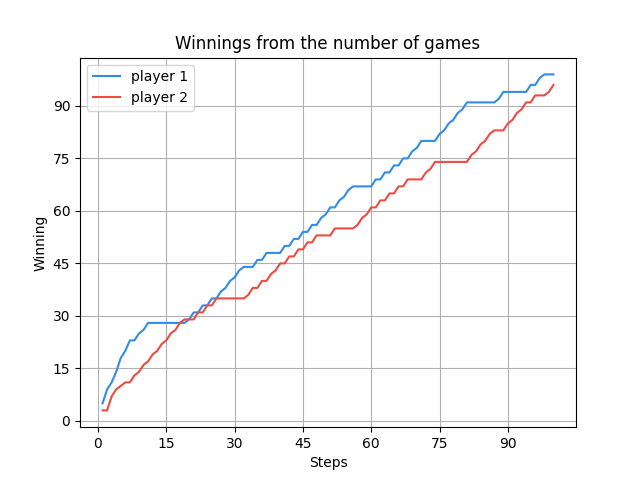 Winnings from the number of games
player 1
player 2
90
75
60
45
30
15
0
Winning
0 15 30 45 60 75 90
Steps